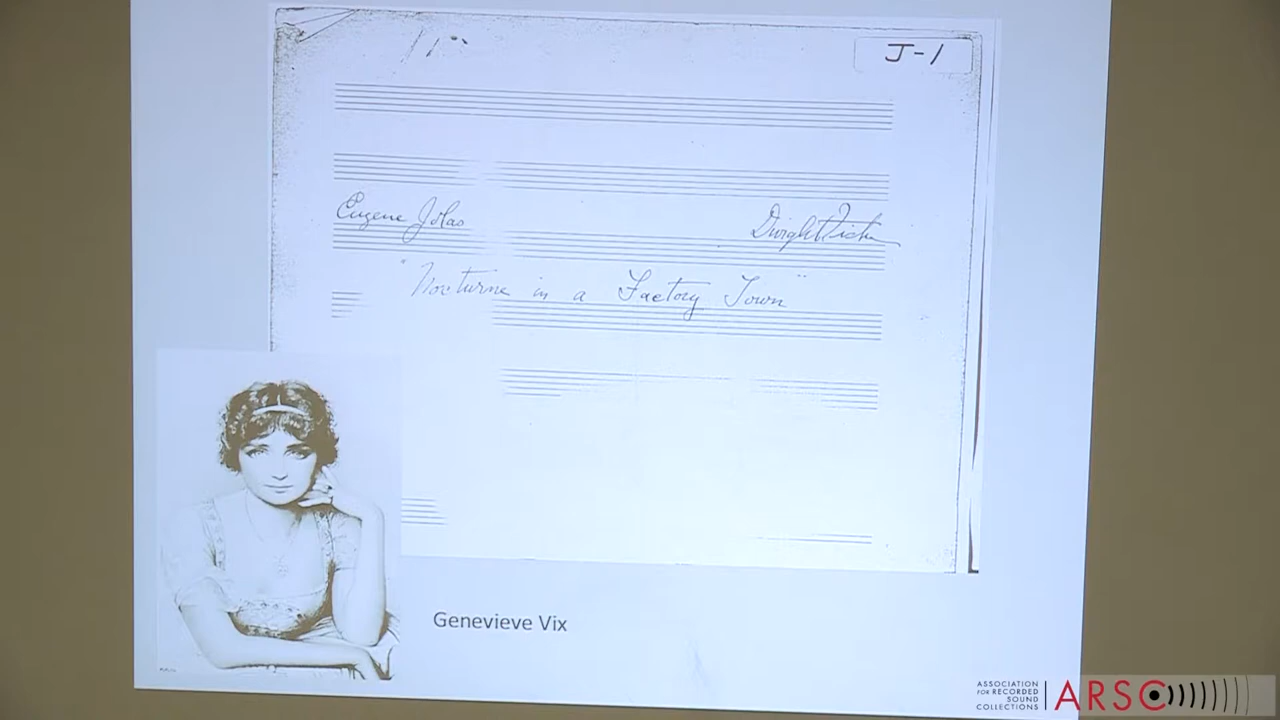 J-1
Eugene Jolas
Dwight Fiske
"Nocturne in a Factory Town"
Genevieve Vix
ASSOCIATION
FOR RECORDED
SOUND
COLLECTIONS
ARSC